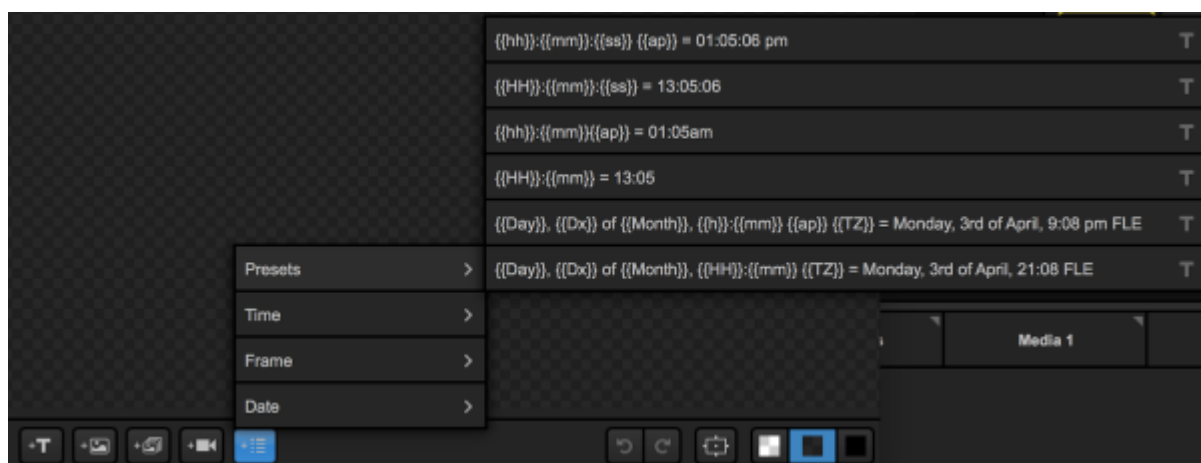 {{hh}}:{{mm}}:{{ss}} {{ap}} = 01:05:06 pm
{{HH}}:{{mm}}:{{ss}} = 13:05:06
{{hh}}:{{mm}}{{ap}} = 01:05am
{{HH}}:{{mm}} = 13:05
{{Day}}, {{Dx}} of {{Month}}, {{h}}:{{mm}} {{ap}} {{TZ}} = Monday, 3rd of April, 9:08 pm FLE
{{Day}}, {{Dx}} of {{Month}}, {{HH}}:{{mm}} {{TZ}} = Monday, 3rd of April, 21:08 FLE
Presets
Time
Frame
Date
Media 1